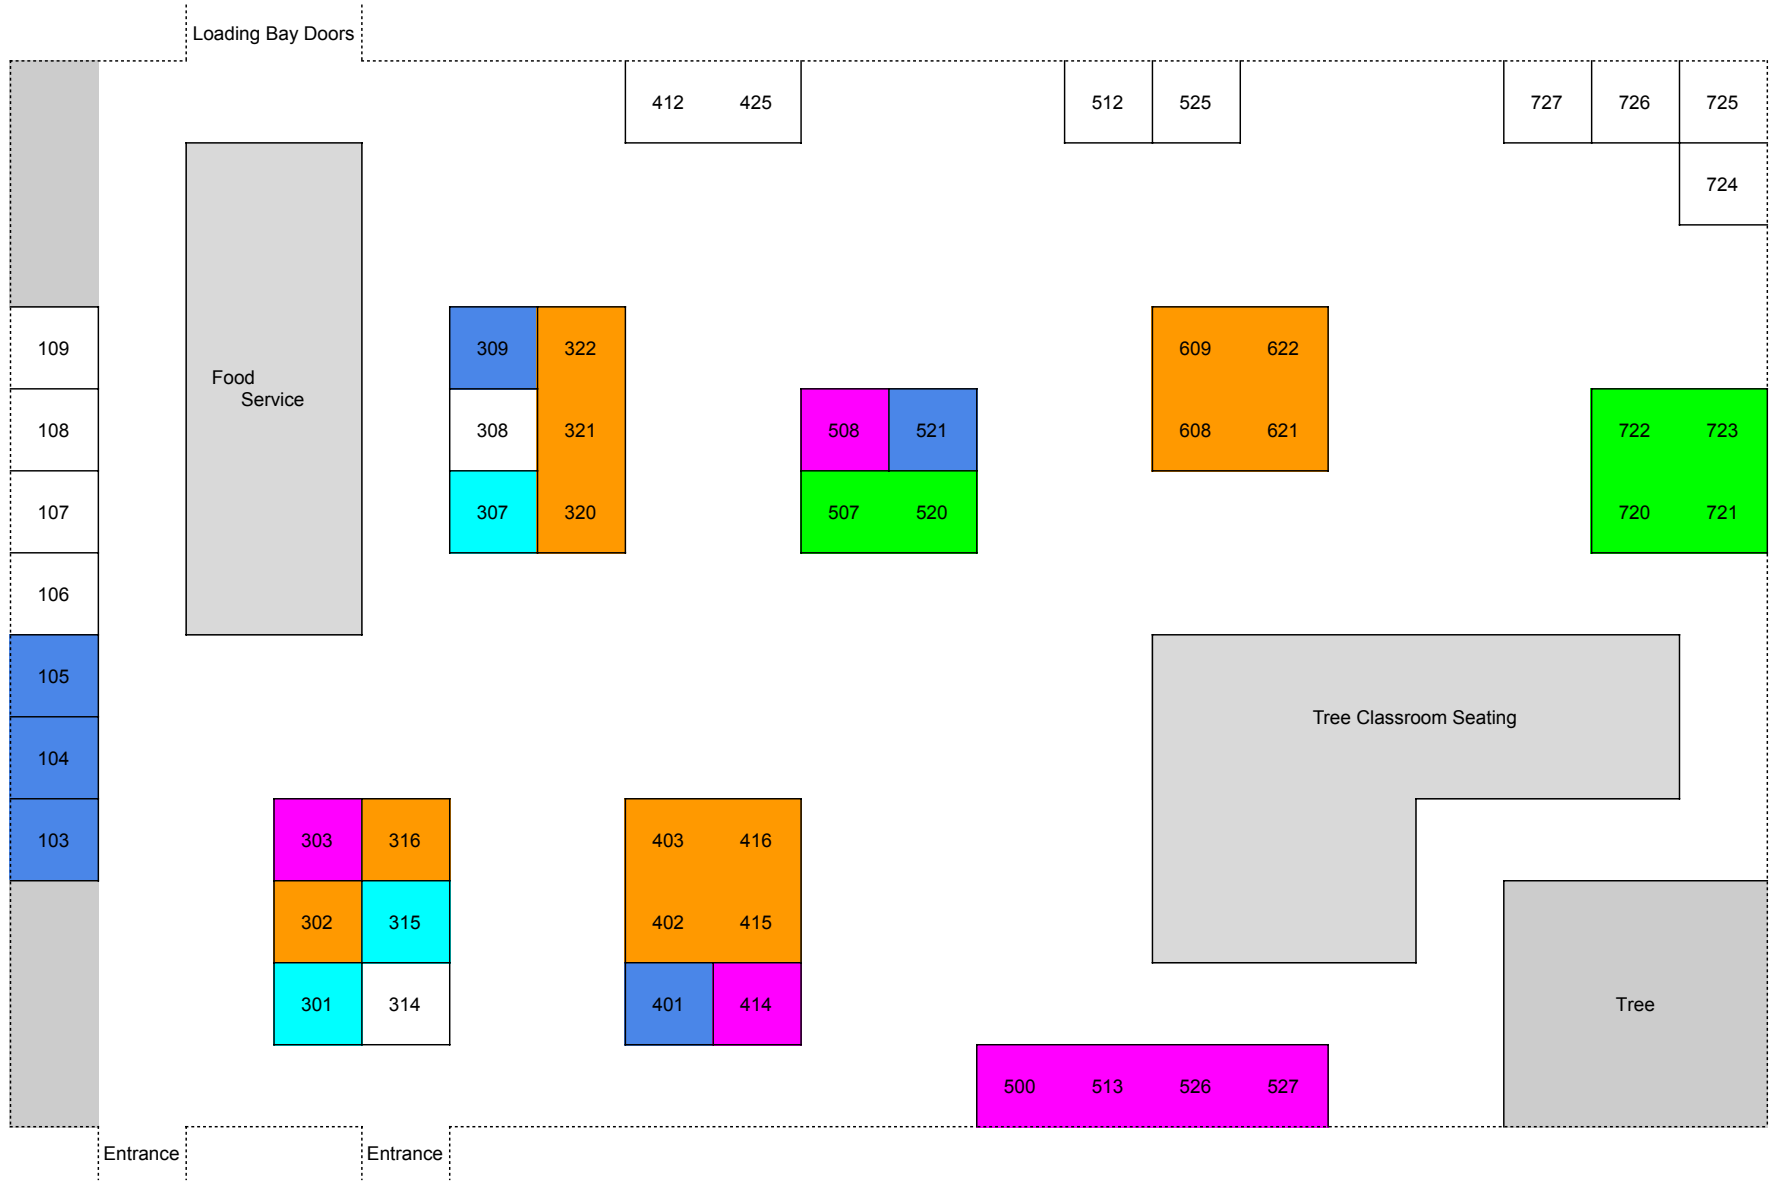 Loading Bay Doors
412 425 512 525 727 726 725
724
109 309 322 609 622
Food
Service
108 308 321 508 521 608 621 722 723
107 307 320 507 520 720 721
106
105
Tree Classroom Seating
104
103 303 316 403 416
302 315 402 415
301 314 401 414 Tree
500 513 526 527
Entrance Entrance